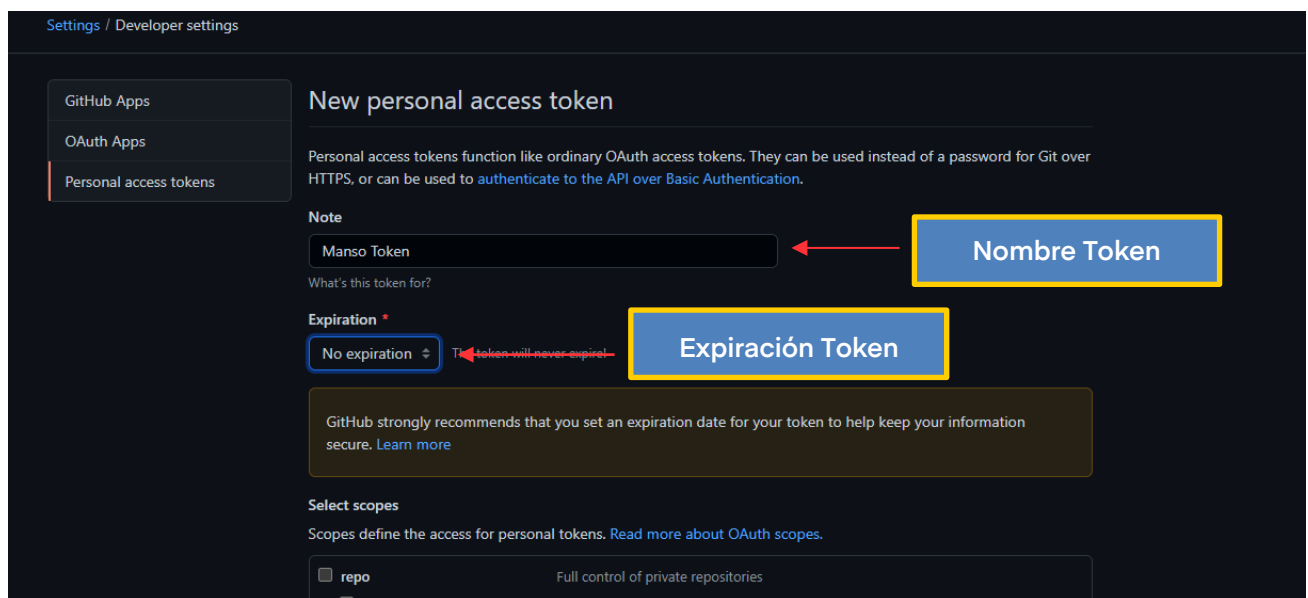 Settings / Developer settings
GitHub Apps
OAuth Apps
Personal access tokens
New personal access token
Personal access tokens function like ordinary OAuth access tokens. They can be used instead of a password for Git over
HTTPS, or can be used to authenticate to the API over Basic Authentication.
Note
Manso Token
Nombre Token
What's this token for?
Expiration *
No expiration
The token will never expire!
Expiración Token
GitHub strongly recommends that you set an expiration date for your token to help keep your information
secure. Learn more
Select scopes
Scopes define the access for personal tokens. Read more about OAuth scopes.
repo
Full control of private repositories